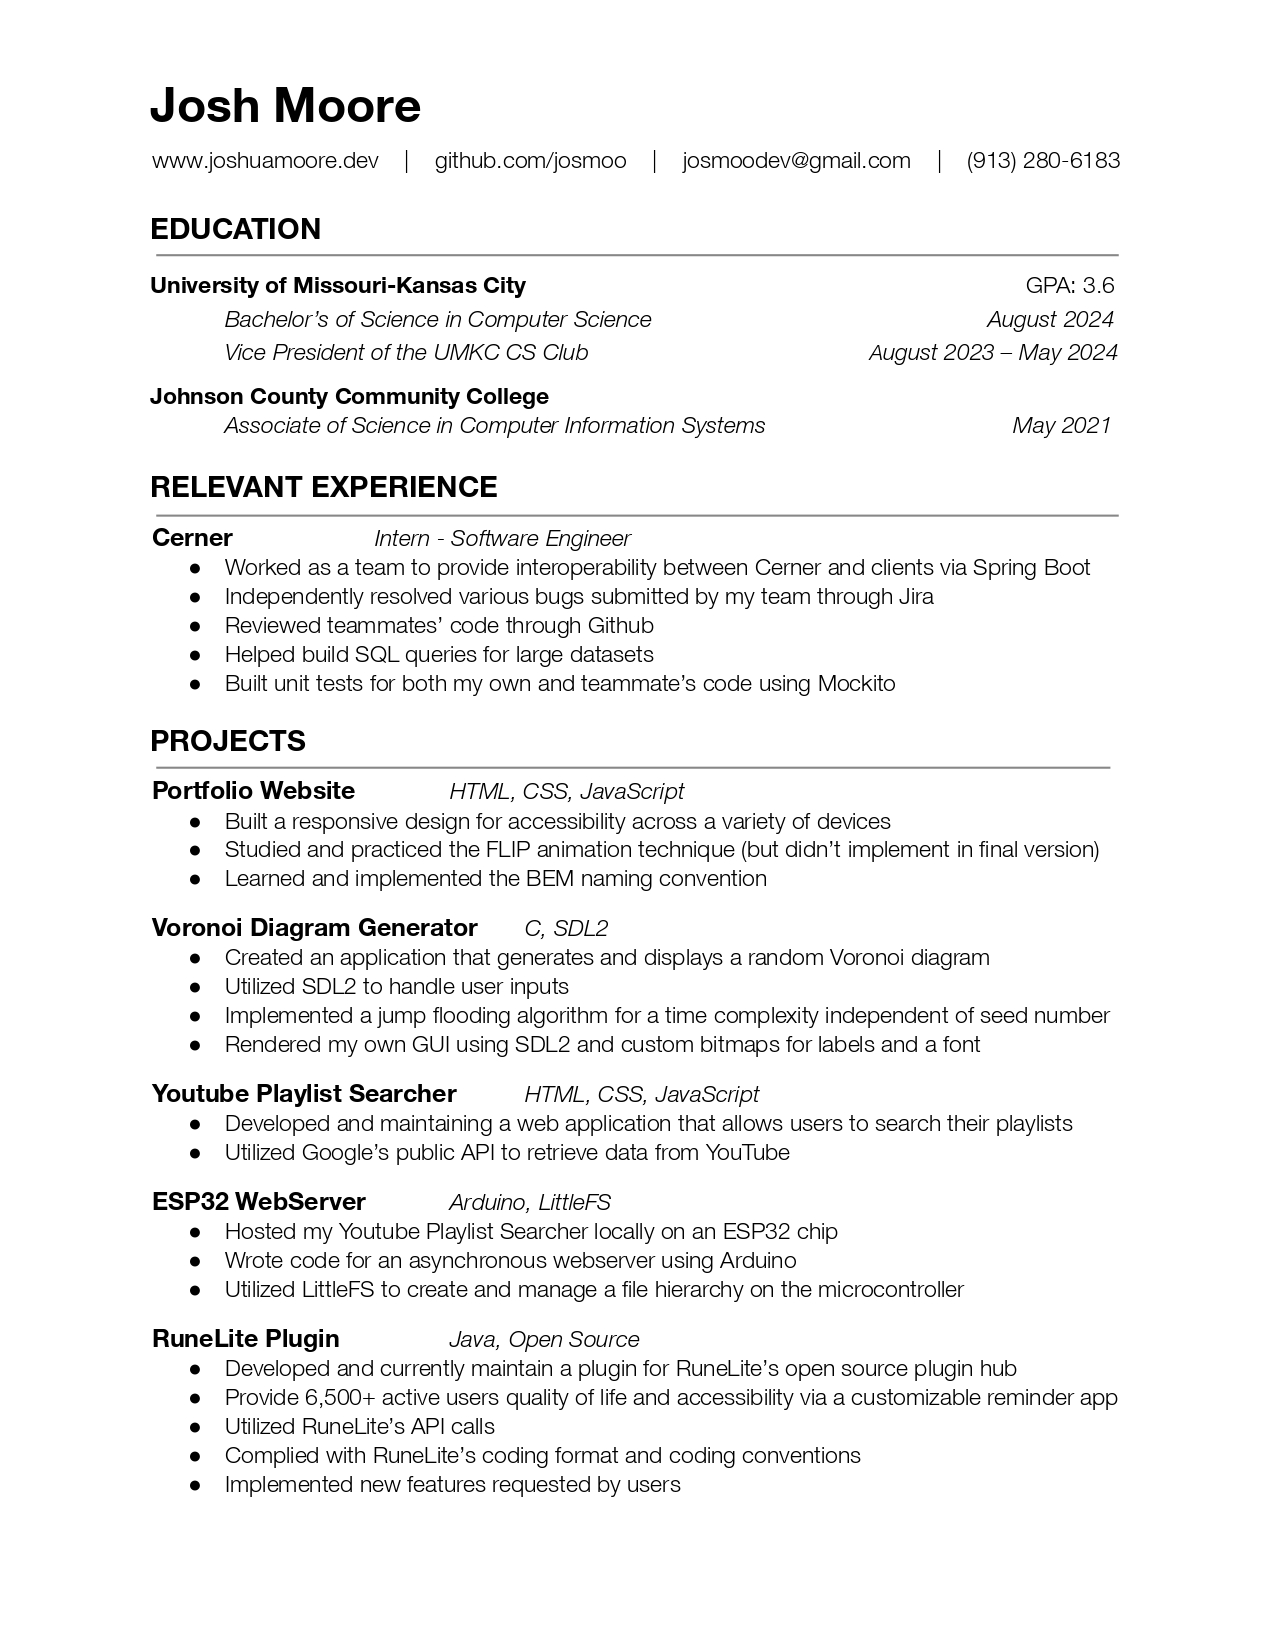 Josh Moore
www.joshuamoore.dev | github.com/josmoo | josmoodev@gmail.com | (913) 280-6183
EDUCATION
University of Missouri-Kansas City GPA: 3.6
Bachelor’s of Science in Computer Science August 2024
Vice President of the UMKC CS Club August 2023 – May 2024
Johnson County Community College
Associate of Science in Computer Information Systems May 2021
RELEVANT EXPERIENCE
Cerner Intern - Software Engineer
● Worked as a team to provide interoperability between Cerner and clients via Spring Boot
● Independently resolved various bugs submitted by my team through Jira
● Reviewed teammates’ code through Github
● Helped build SQL queries for large datasets
● Built unit tests for both my own and teammate’s code using Mockito
PROJECTS
Portfolio Website HTML, CSS, JavaScript
● Built a responsive design for accessibility across a variety of devices
● Studied and practiced the FLIP animation technique (but didn’t implement in final version)
● Learned and implemented the BEM naming convention
Voronoi Diagram Generator C, SDL2
● Created an application that generates and displays a random Voronoi diagram
● Utilized SDL2 to handle user inputs
● Implemented a jump flooding algorithm for a time complexity independent of seed number
● Rendered my own GUI using SDL2 and custom bitmaps for labels and a font
Youtube Playlist Searcher HTML, CSS, JavaScript
● Developed and maintaining a web application that allows users to search their playlists
● Utilized Google’s public API to retrieve data from YouTube
ESP32 WebServer Arduino, LittleFS
● Hosted my Youtube Playlist Searcher locally on an ESP32 chip
● Wrote code for an asynchronous webserver using Arduino
● Utilized LittleFS to create and manage a file hierarchy on the microcontroller
RuneLite Plugin Java, Open Source
● Developed and currently maintain a plugin for RuneLite’s open source plugin hub
● Provide 6,500+ active users quality of life and accessibility via a customizable reminder app
● Utilized RuneLite’s API calls
● Complied with RuneLite’s coding format and coding conventions
● Implemented new features requested by users